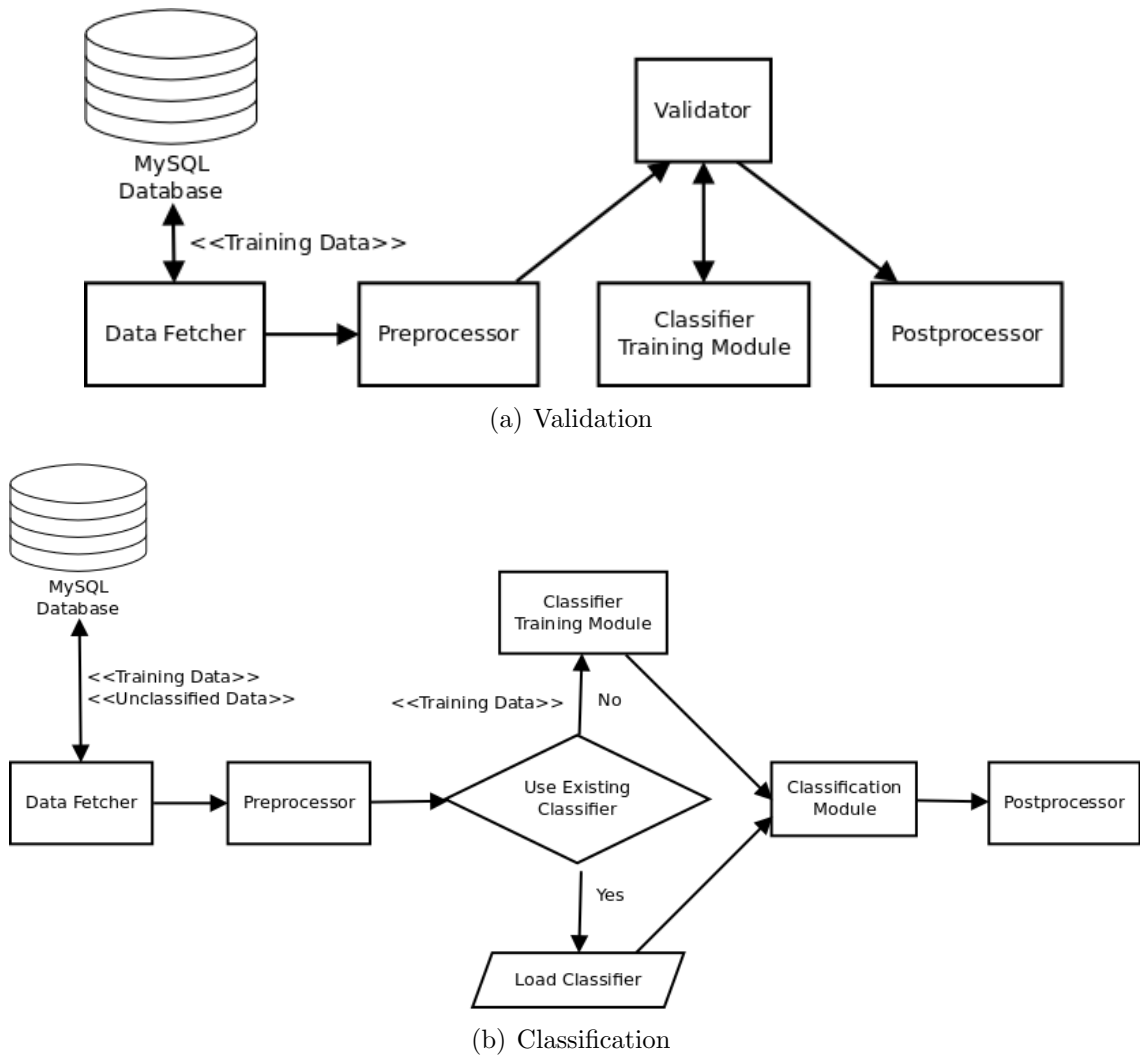 MySQL
Database
<<Training Data>>
Data Fetcher
Preprocessor
Validator
Classifier
Training Module
Postprocessor
(a) Validation
MySQL
Database
<<Training Data>>
<<Unclassified Data>>
Data Fetcher
Preprocessor
Use Existing
Classifier
<<Training Data>>
No
Classifier
Training Module
Yes
Load Classifier
Classification
Module
Postprocessor
(b) Classification